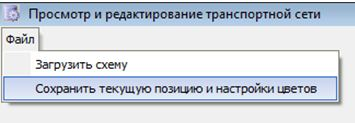 Просмотр и редактирование транспортной сети
Файл
Загрузить схему
Сохранить текущую позицию и настройки цветов